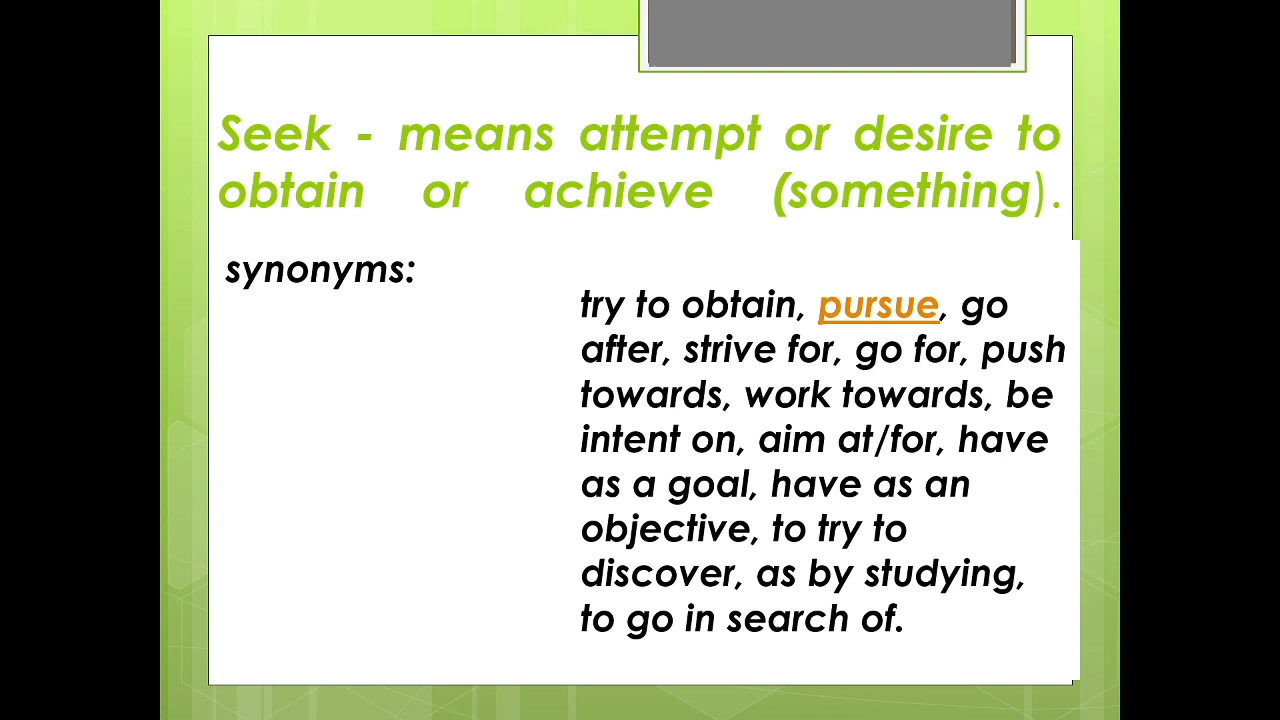 Seek - means attempt or desire to
obtain or achieve (something).
synonyms:
try to obtain, pursue, go
after, strive for, go for, push
towards, work towards, be
intent on, aim at/for, have
as a goal, have as an
objective, to try to
discover, as by studying,
to go in search of.